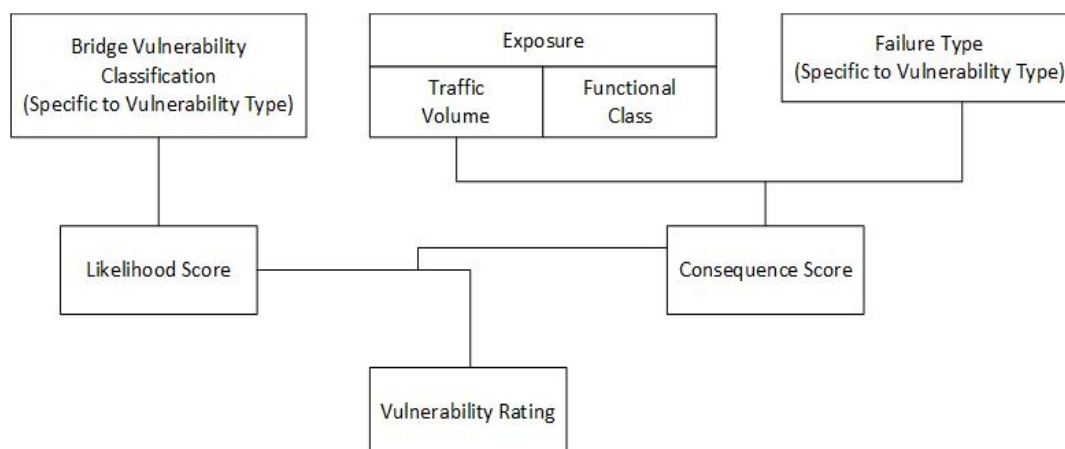 Bridge Vulnerability
Classification
(Specific to Vulnerability Type)
Exposure
Traffic
Volume
Functional
Class
Failure Type
(Specific to Vulnerability Type)
Likelihood Score
Consequence Score
Vulnerability Rating